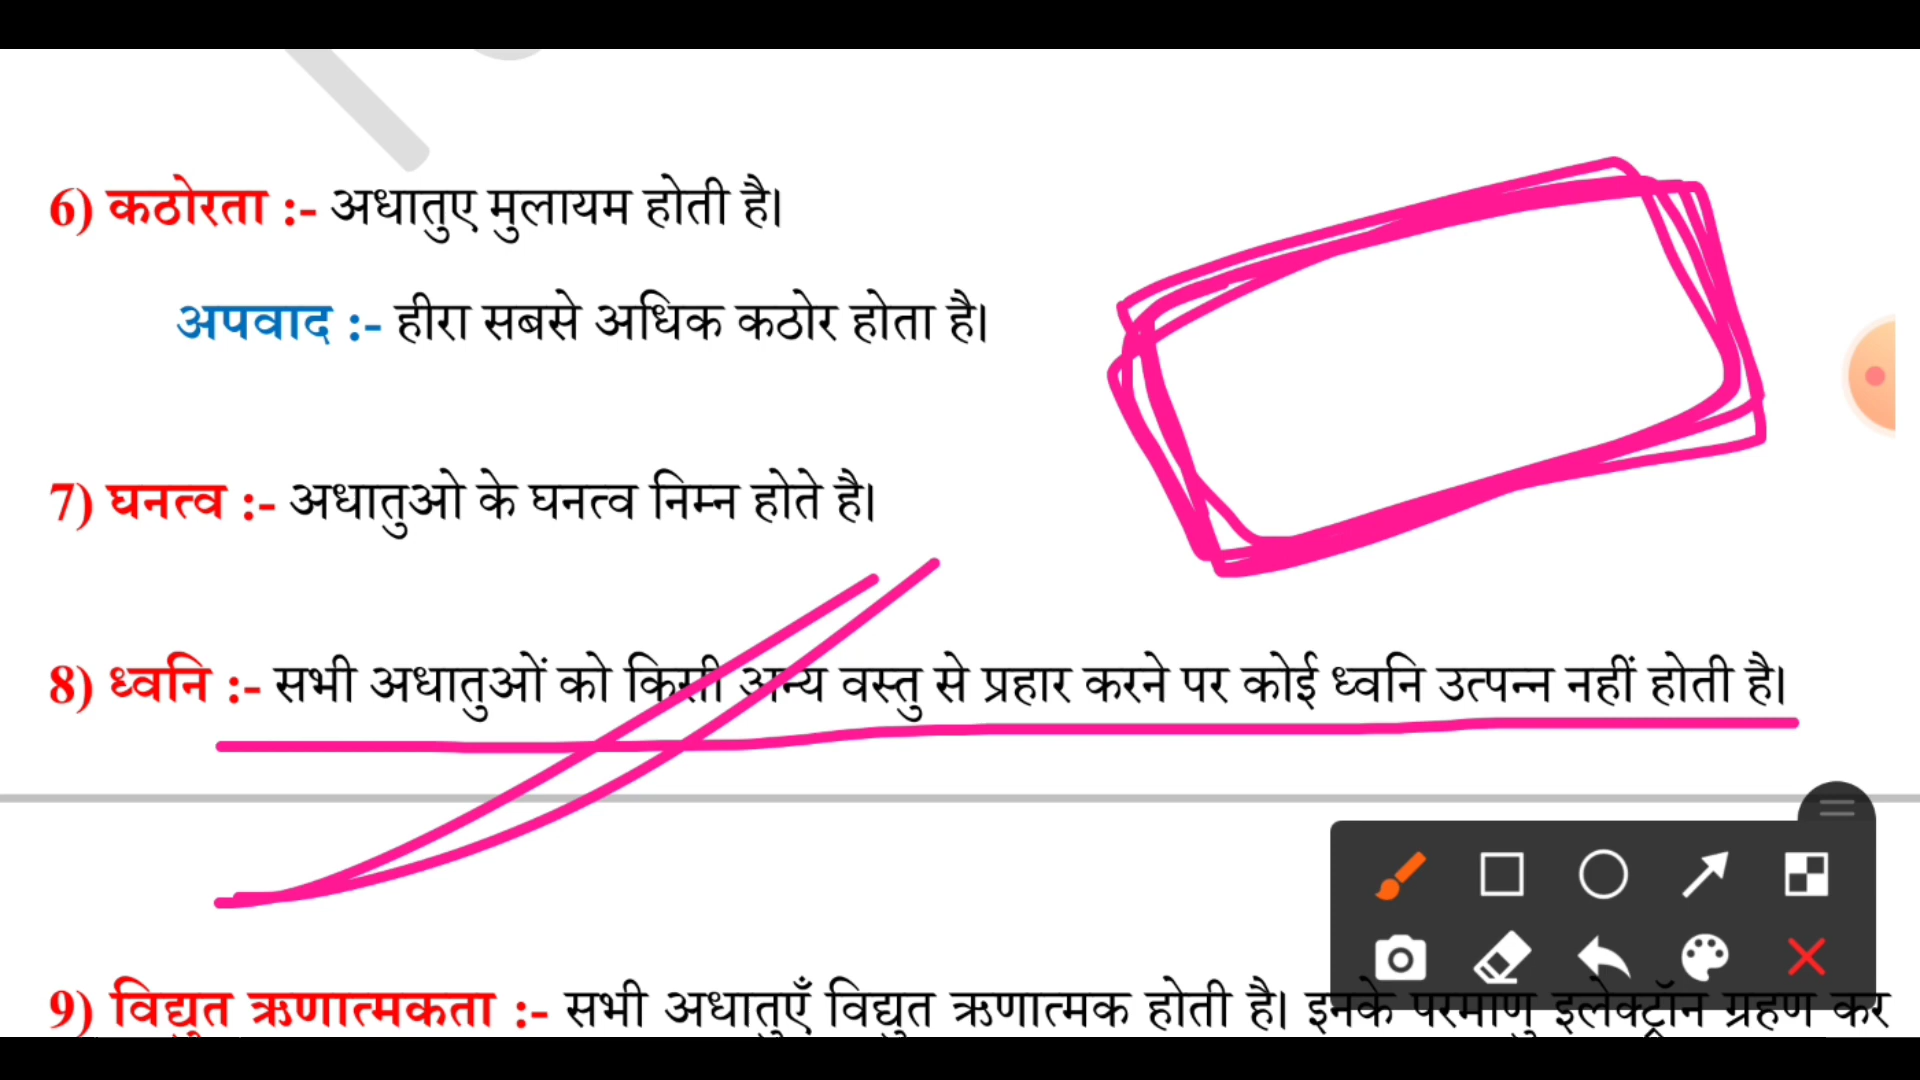 6) कठोरता :- अधातुए मुलायम होती है।
अपवाद :- हीरा सबसे अधिक कठोर होता है।
7) घनत्व :- अधातुओ के घनत्व निम्न होते है।
8) ध्वनि :- सभी अधातुओं को किसी अन्य वस्तु से प्रहार करने पर कोई ध्वनि उत्पन्न नहीं होती है।
9) विद्युत ऋणात्मकता :- सभी अधातुएँ विद्युत ऋणात्मक होती है। इनके परमाणु इलेक्ट्रॉन ग्रहण कर